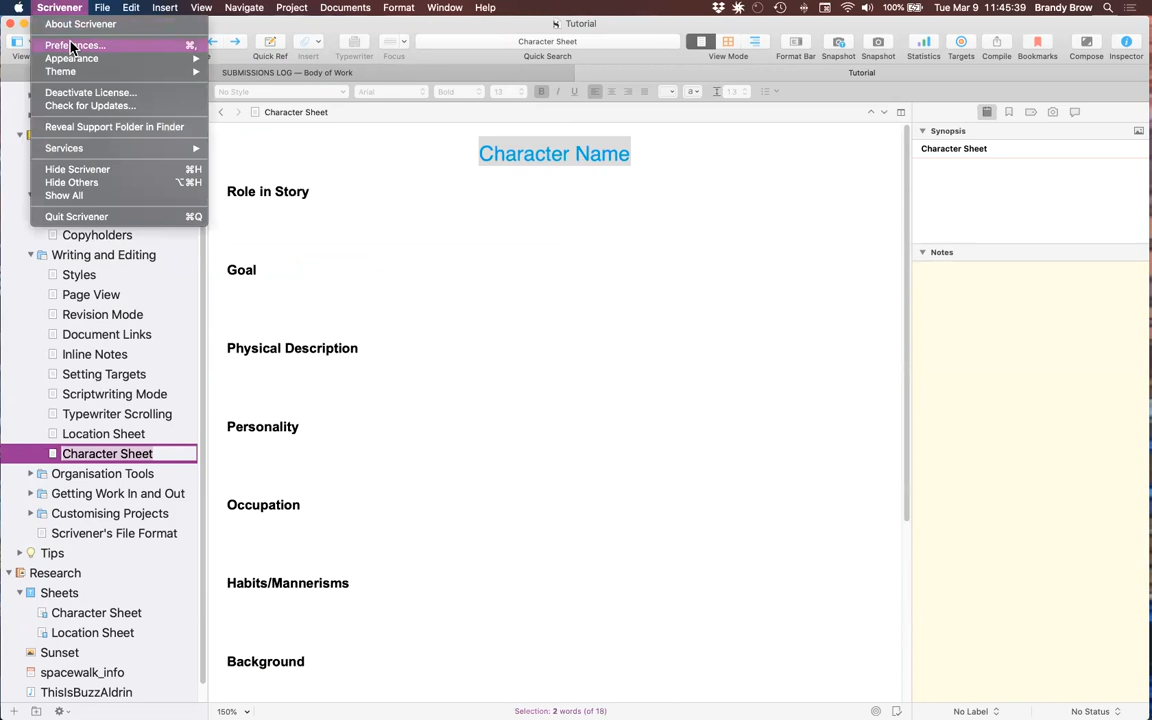 Scrivener File Edit Insert View Navigate Project Documents Format Window Help 100% Tue Mar 9 11:45:39 Brandy Brow
About Scrivener
Preferences... ⌘,
Appearance
Theme
Deactivate License...
Check for Updates...
Reveal Support Folder in Finder
Services
Hide Scrivener ⌘H
Hide Others ⌥⌘H
Show All
Quit Scrivener ⌘Q
Tutorial
Character Sheet
View Quick Ref Insert Typewriter Focus Quick Search View Mode Format Bar Snapshot Snapshot Statistics Targets Compile Bookmarks Compose Inspector
SUBMISSIONS LOG — Body of Work Tutorial
No Style Arial Bold 13 B I U a 1.3
Character Sheet
Copyholders
Writing and Editing
Styles
Page View
Revision Mode
Document Links
Inline Notes
Setting Targets
Scriptwriting Mode
Typewriter Scrolling
Location Sheet
Character Sheet
Organisation Tools
Getting Work In and Out
Customising Projects
Scrivener's File Format
Tips
Research
Sheets
Character Sheet
Location Sheet
Sunset
spacewalk_info
ThisIsBuzzAldrin
Character Name
Role in Story
Goal
Physical Description
Personality
Occupation
Habits/Mannerisms
Background
150%
Selection: 2 words (of 18)
Synopsis
Character Sheet
Notes
No Label No Status